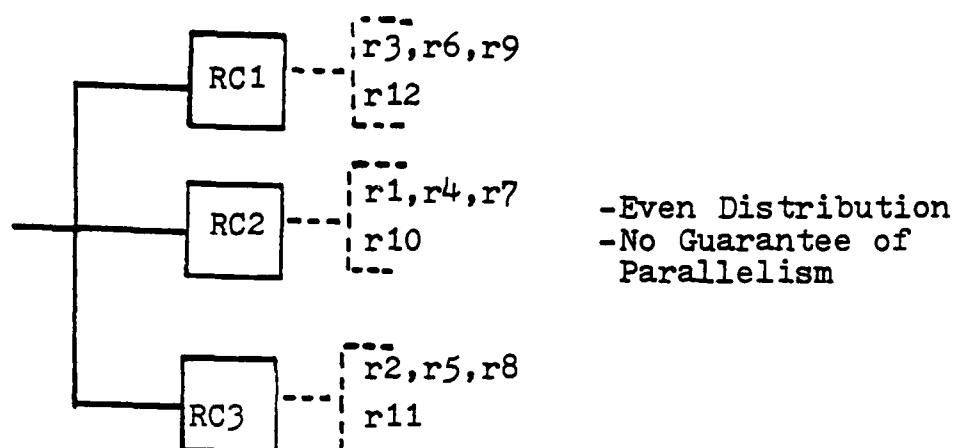 RC1
r3,r6,r9
r12
RC2
r1,r4,r7
r10
-Even Distribution
-No Guarantee of
Parallelism
RC3
r2,r5,r8
r11